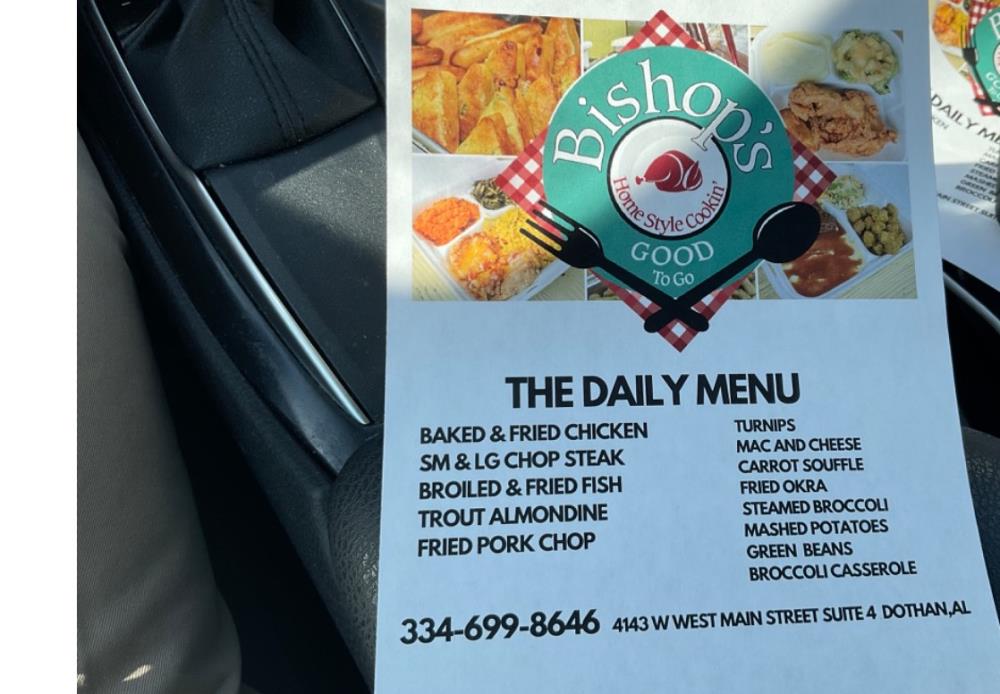 Bishop's
Home Style Cookin'
GOOD
To Go
THE DAILY MENU
BAKED & FRIED CHICKEN
SM & LG CHOP STEAK
BROILED & FRIED FISH
TROUT ALMONDINE
FRIED PORK CHOP
TURNIPS
MAC AND CHEESE
CARROT SOUFFLE
FRIED OKRA
STEAMED BROCCOLI
MASHED POTATOES
GREEN BEANS
BROCCOLI CASSEROLE
334-699-8646 4143 W WEST MAIN STREET SUITE 4 DOTHAN,AL
DAILY M